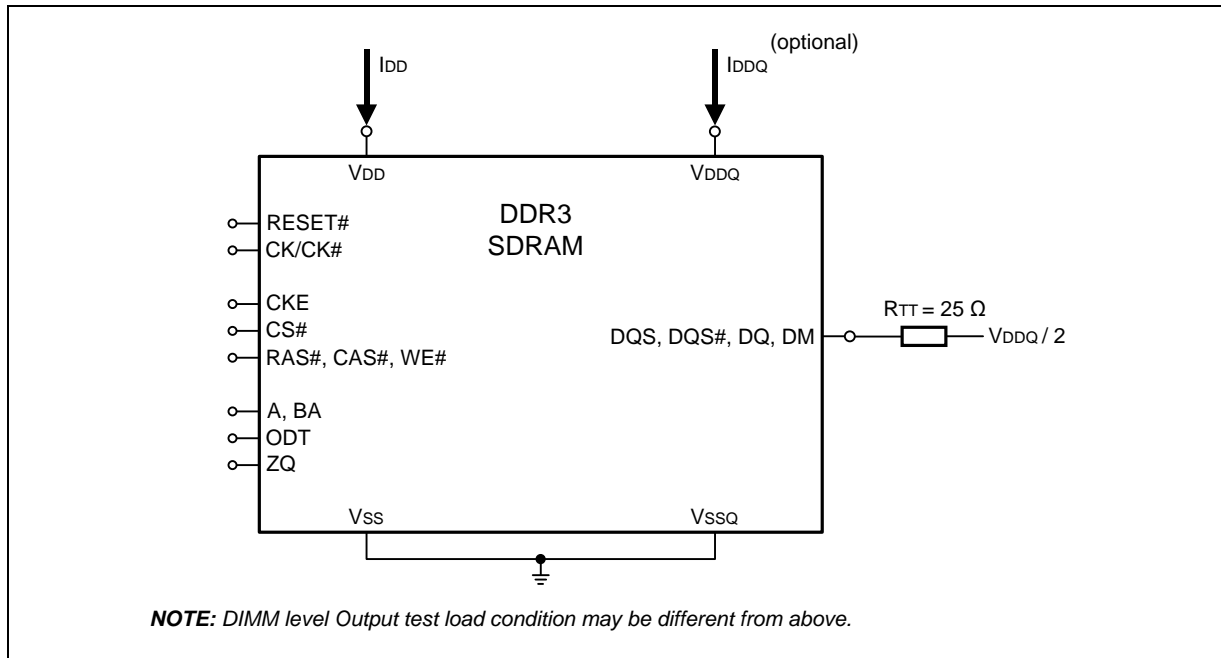 (optional)
IDD
IDDQ
VDD
VDDQ
DDR3
SDRAM
RESET#
CK/CK#
CKE
CS#
RAS#, CAS#, WE#
A, BA
ODT
ZQ
DQS, DQS#, DQ, DM
RTT = 25 Ω
VDDQ / 2
VSS
VSSQ
NOTE: DIMM level Output test load condition may be different from above.